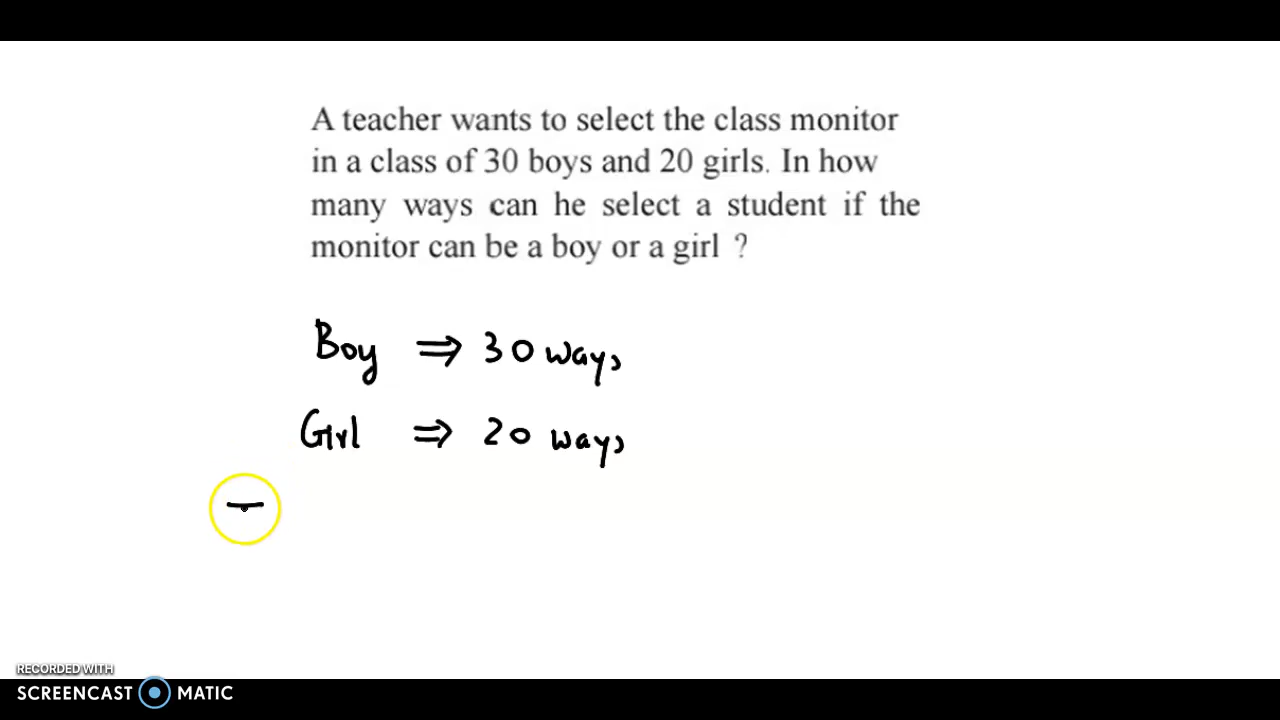 A teacher wants to select the class monitor
in a class of 30 boys and 20 girls. In how
many ways can he select a student if the
monitor can be a boy or a girl ?
Boy ⇒ 30 ways
Girl ⇒ 20 ways
RECORDED WITH
SCREENCAST MATIC